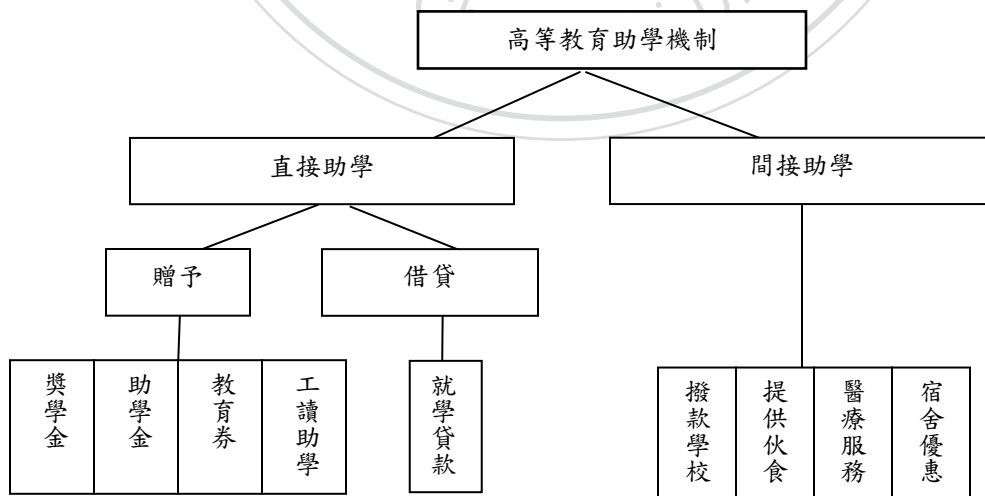 高等教育助學機制
直接助學
間接助學
贈予
借貸
獎學金
助學金
教育券
工讀助學
就學貸款
撥款學校
提供伙食
醫療服務
宿舍優惠